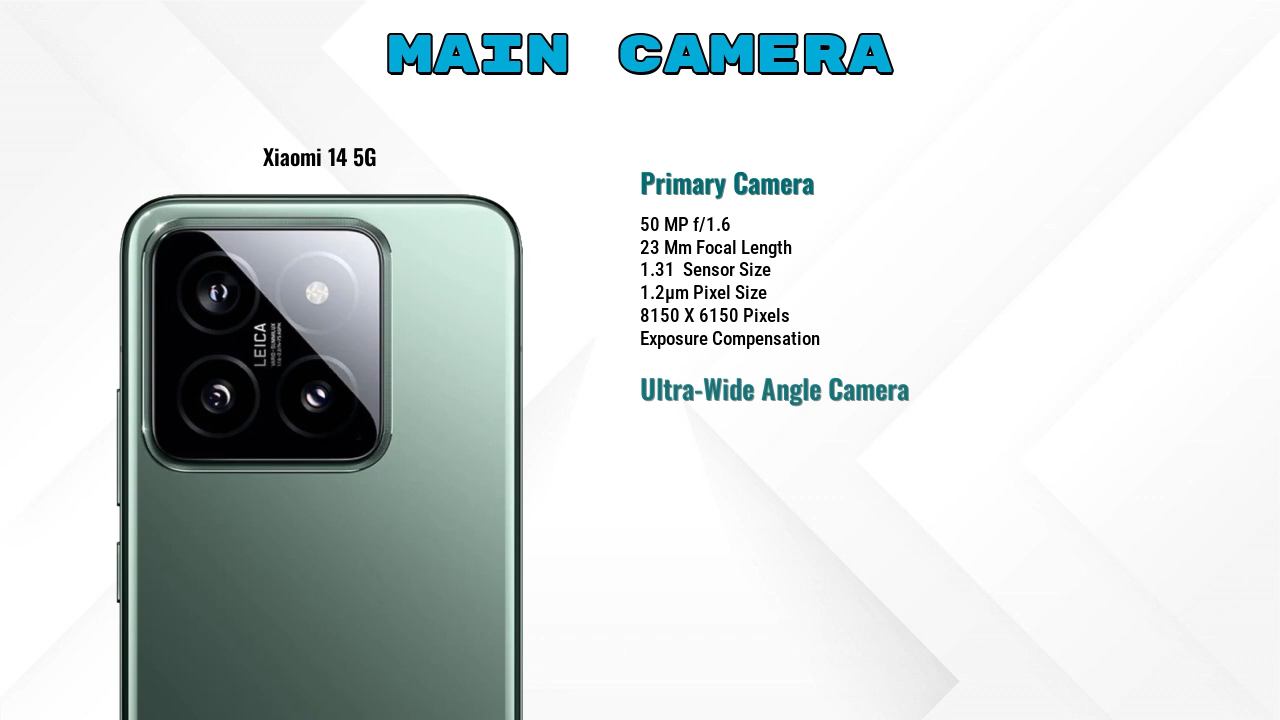 MAIN CAMERA
Xiaomi 14 5G
Primary Camera
50 MP f/1.6
23 Mm Focal Length
1.31  Sensor Size
1.2µm Pixel Size
8150 X 6150 Pixels
Exposure Compensation
Ultra-Wide Angle Camera
LEICA